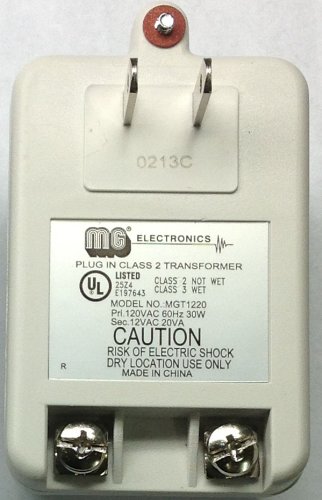 0213C
MG ELECTRONICS
PLUG IN CLASS 2 TRANSFORMER
UL LISTED
25Z4 CLASS 2 NOT WET
E197643 CLASS 3 WET
MODEL NO.:MGT1220
Pri.120VAC 60Hz 30W
Sec.12VAC 20VA
CAUTION
RISK OF ELECTRIC SHOCK
DRY LOCATION USE ONLY
R MADE IN CHINA